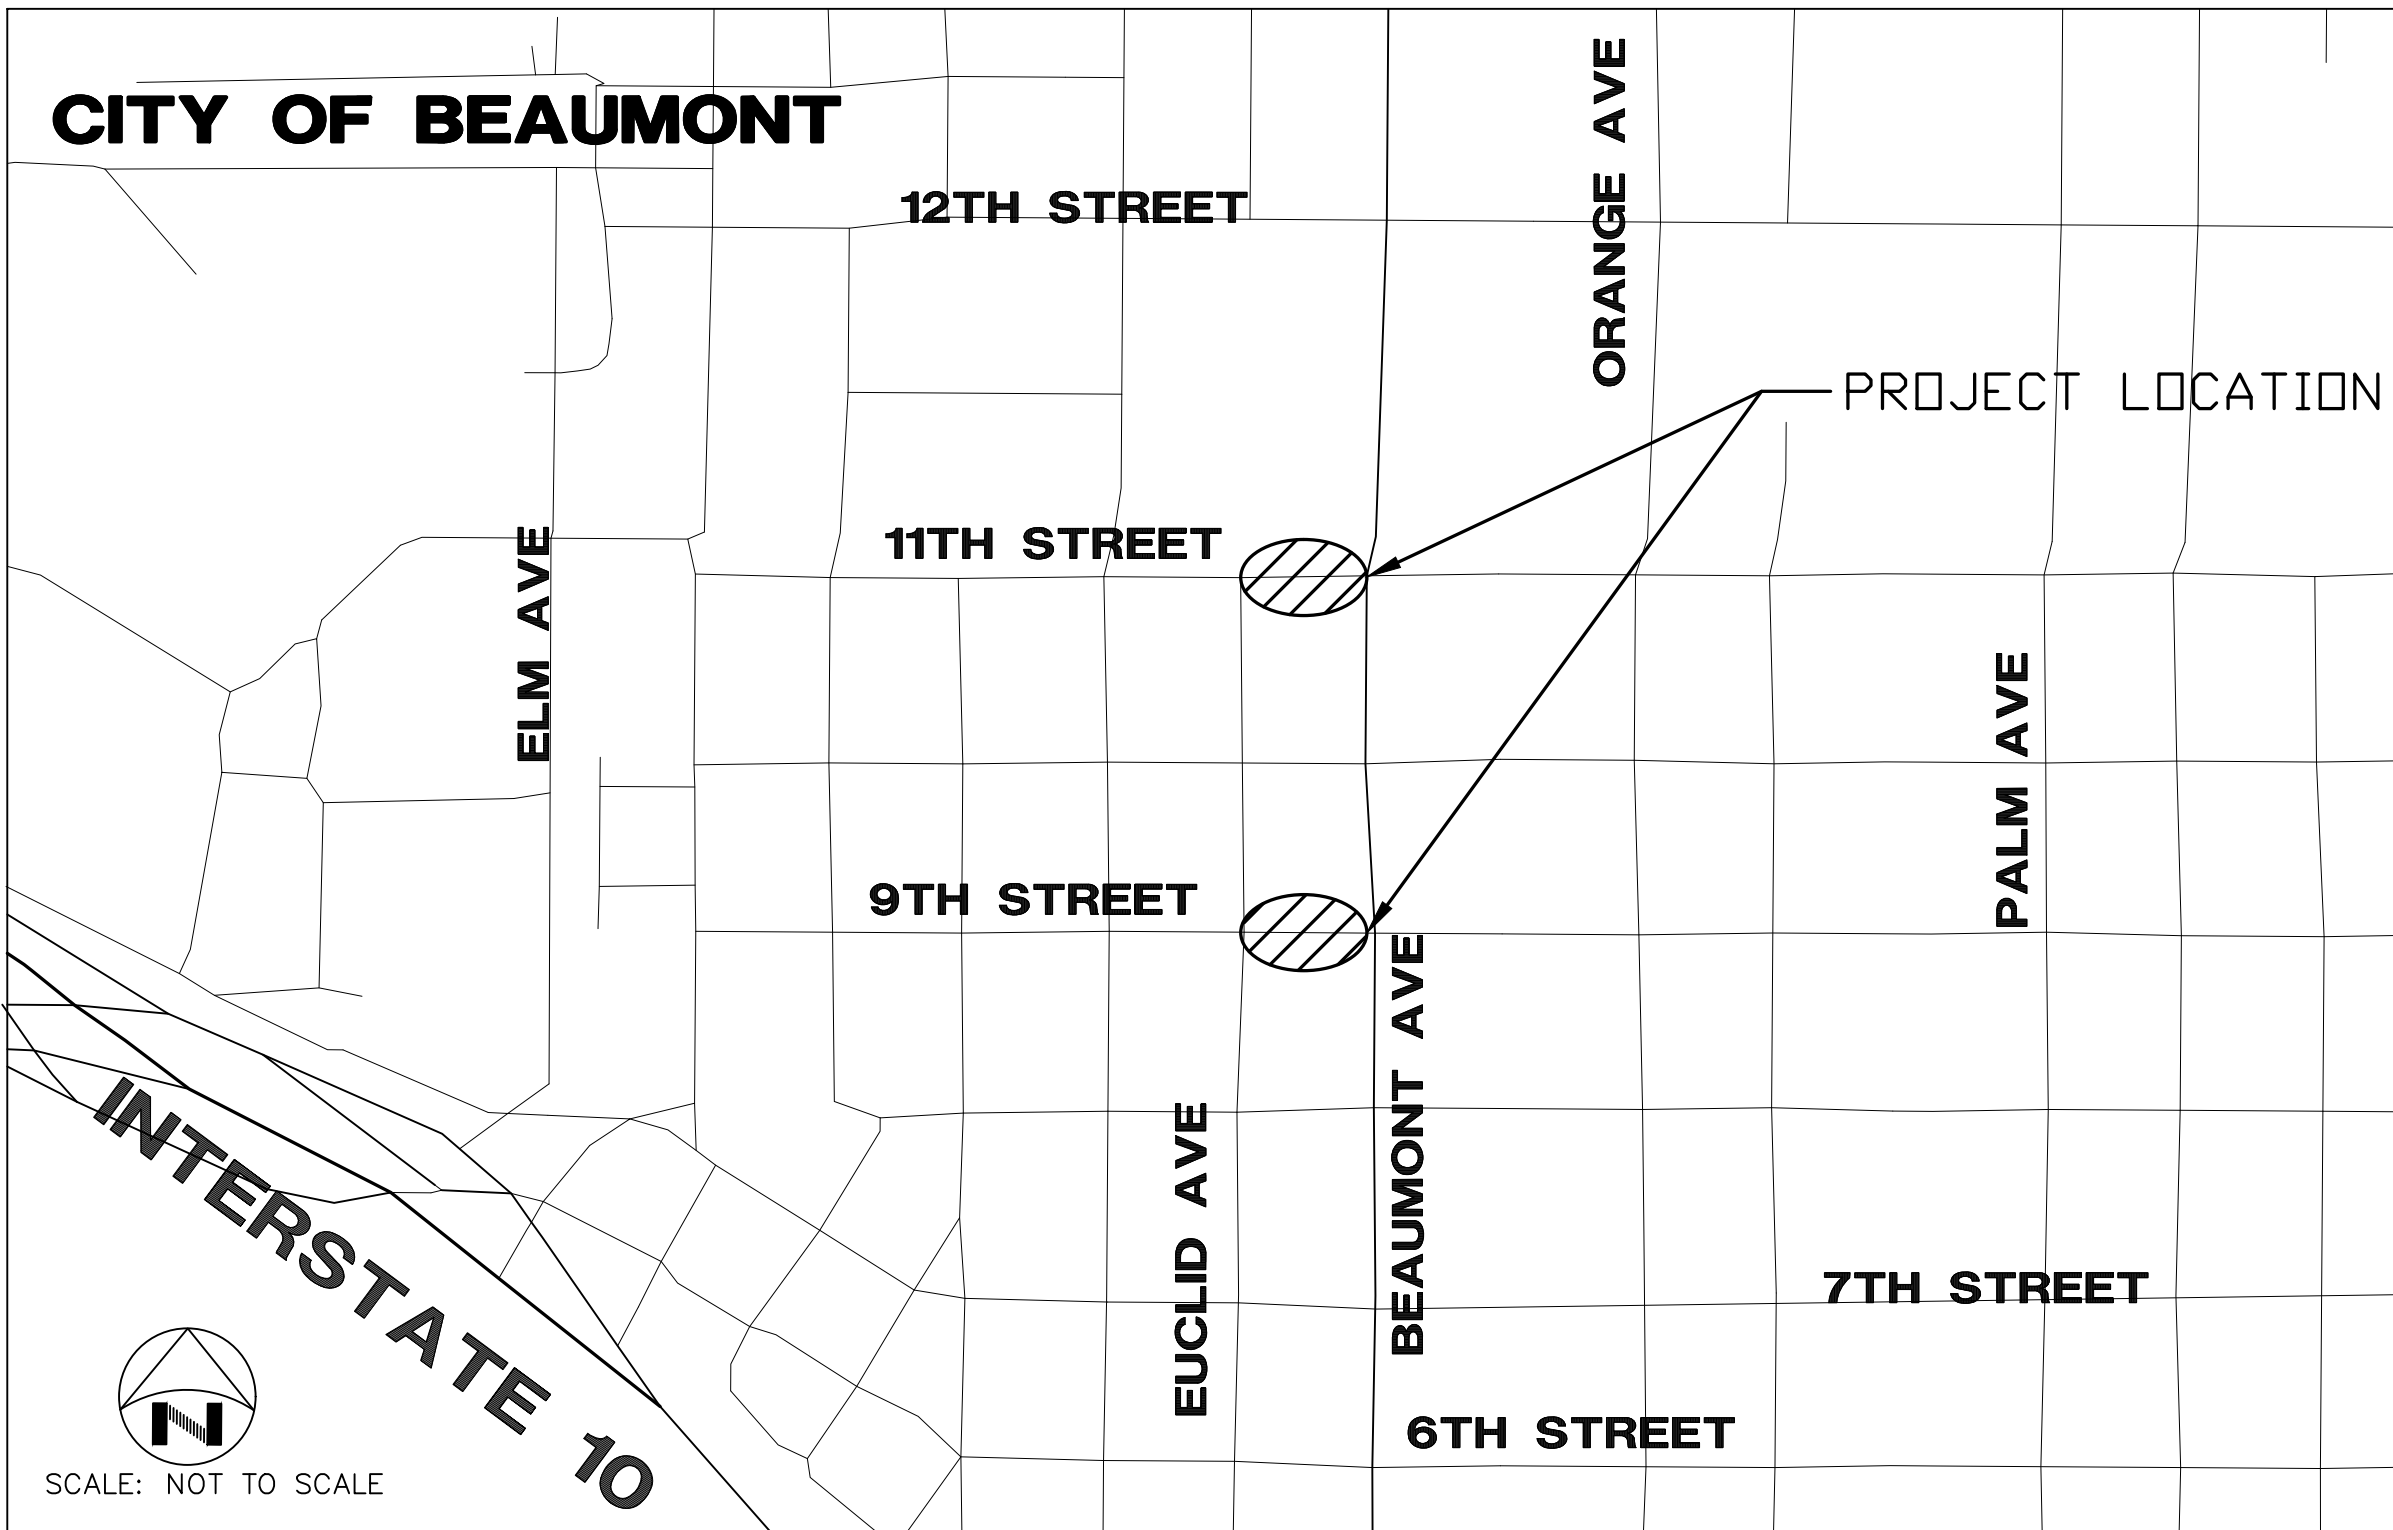 CITY OF BEAUMONT
12TH STREET
ORANGE AVE
PROJECT LOCATION
11TH STREET
ELM AVE
PALM AVE
9TH STREET
BEAUMONT AVE
EUCLID AVE
INTERSTATE 10
7TH STREET
6TH STREET
N
SCALE: NOT TO SCALE